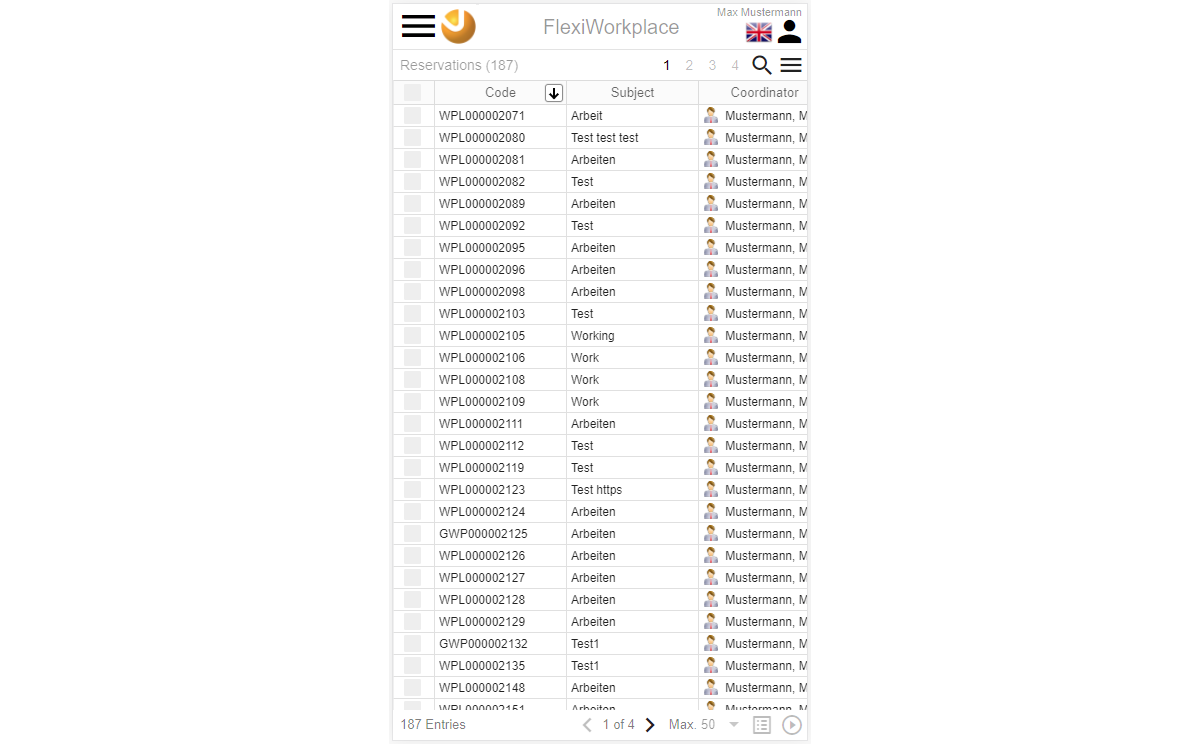 Max Mustermann
FlexiWorkplace
Reservations (187) 1 2 3 4
Code Subject Coordinator
WPL000002071 Arbeit Mustermann, M
WPL000002080 Test test test Mustermann, M
WPL000002081 Arbeiten Mustermann, M
WPL000002082 Test Mustermann, M
WPL000002089 Arbeiten Mustermann, M
WPL000002092 Test Mustermann, M
WPL000002095 Arbeiten Mustermann, M
WPL000002096 Arbeiten Mustermann, M
WPL000002098 Arbeiten Mustermann, M
WPL000002103 Test Mustermann, M
WPL000002105 Working Mustermann, M
WPL000002106 Work Mustermann, M
WPL000002108 Work Mustermann, M
WPL000002109 Work Mustermann, M
WPL000002111 Arbeiten Mustermann, M
WPL000002112 Test Mustermann, M
WPL000002119 Test Mustermann, M
WPL000002123 Test https Mustermann, M
WPL000002124 Arbeiten Mustermann, M
GWP000002125 Arbeiten Mustermann, M
WPL000002126 Arbeiten Mustermann, M
WPL000002127 Arbeiten Mustermann, M
WPL000002128 Arbeiten Mustermann, M
WPL000002129 Arbeiten Mustermann, M
GWP000002132 Test1 Mustermann, M
WPL000002135 Test1 Mustermann, M
WPL000002148 Arbeiten Mustermann, M
WPL000002151 Arbeiten Mustermann, M
187 Entries 1 of 4 Max. 50